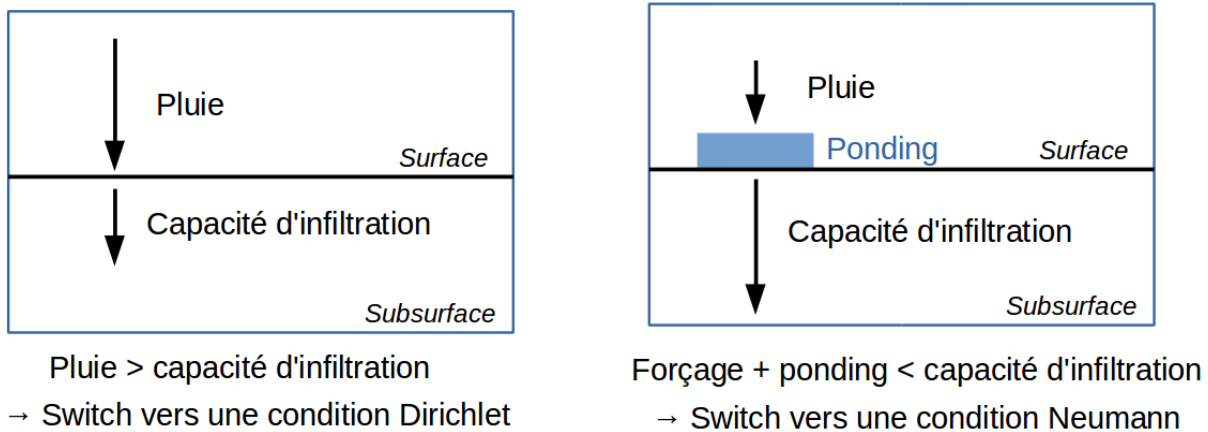 Pluie
Surface
Capacité d'infiltration
Subsurface
Pluie > capacité d'infiltration
→ Switch vers une condition Dirichlet
Pluie
Ponding
Surface
Capacité d'infiltration
Subsurface
Forçage + ponding < capacité d'infiltration
→ Switch vers une condition Neumann